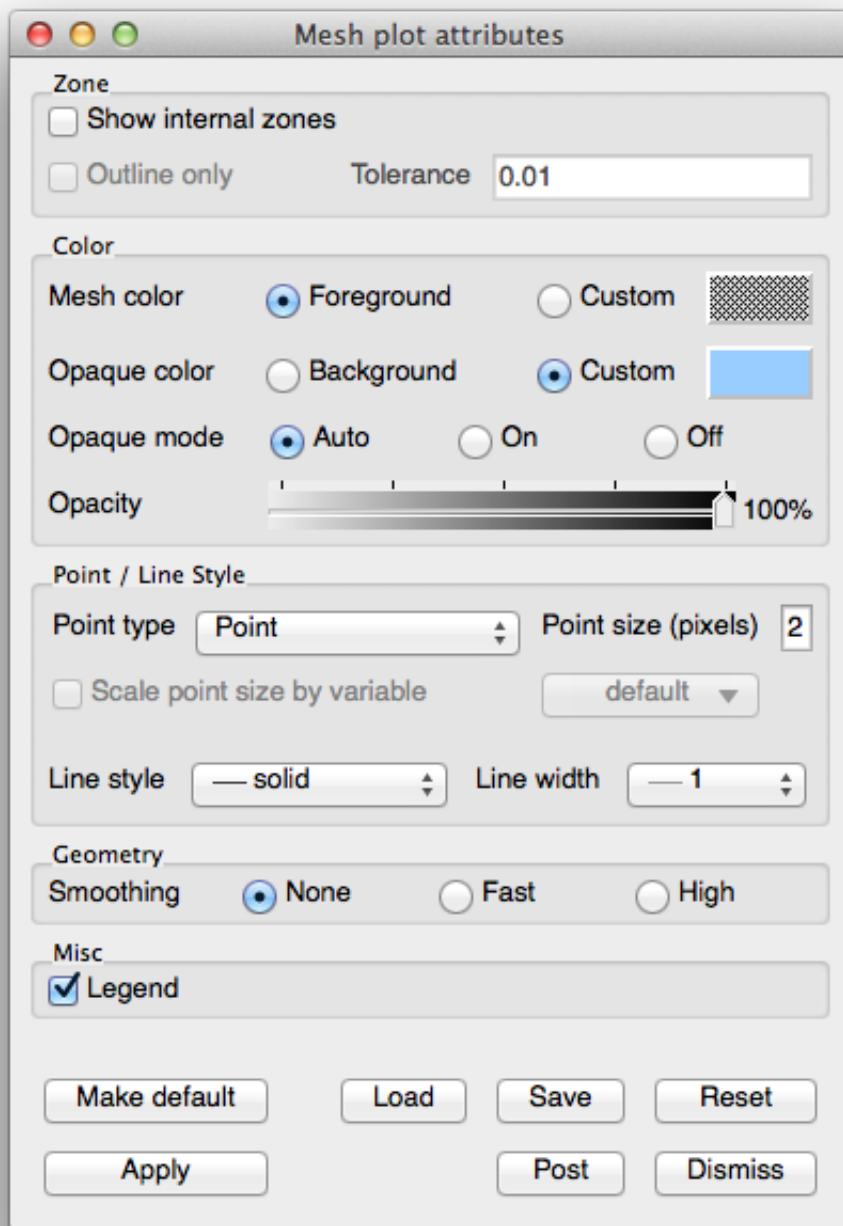 Mesh plot attributes
Zone
Show internal zones
Outline only Tolerance 0.01
Color
Mesh color Foreground Custom
Opaque color Background Custom
Opaque mode Auto On Off
Opacity 100%
Point / Line Style
Point type Point Point size (pixels) 2
Scale point size by variable default
Line style solid Line width 1
Geometry
Smoothing None Fast High
Misc
Legend
Make default Load Save Reset
Apply Post Dismiss